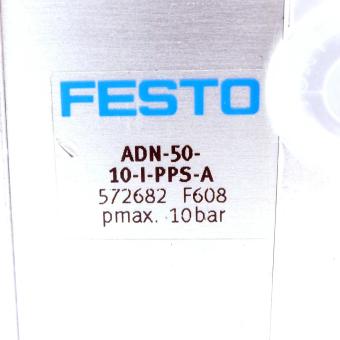 FESTO
ADN-50-
10-I-PPS-A
572682 F608
pmax. 10bar